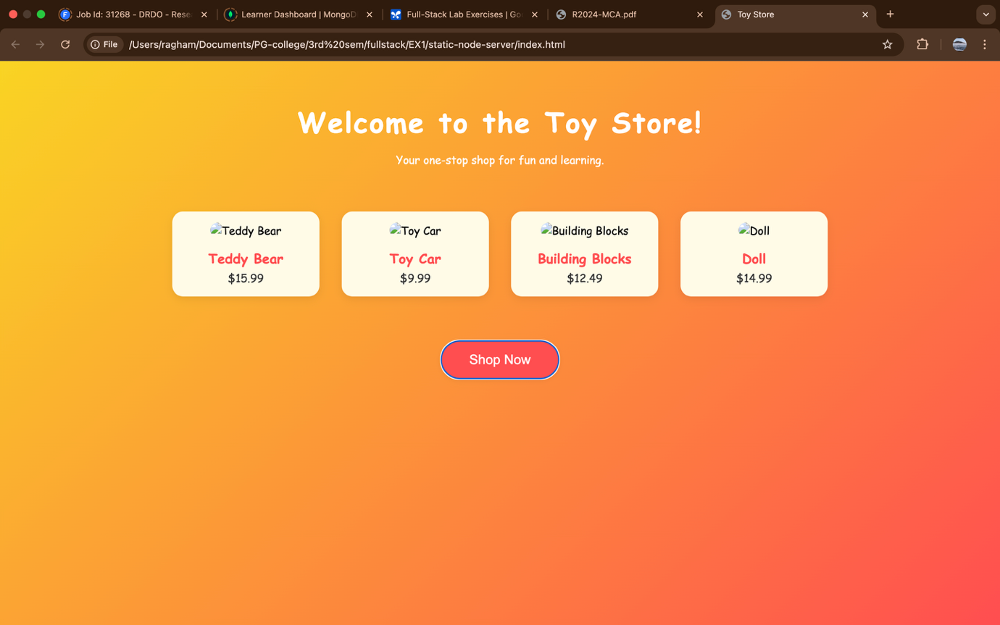 Job Id: 31268 - DRDO - Rese
Learner Dashboard | MongoD
Full-Stack Lab Exercises | Go
R2024-MCA.pdf
Toy Store
File
/Users/ragham/Documents/PG-college/3rd%20sem/fullstack/EX1/static-node-server/index.html
Welcome to the Toy Store!
Your one-stop shop for fun and learning.
Teddy Bear
Toy Car
Building Blocks
Doll
Teddy Bear
Toy Car
Building Blocks
Doll
$15.99
$9.99
$12.49
$14.99
Shop Now